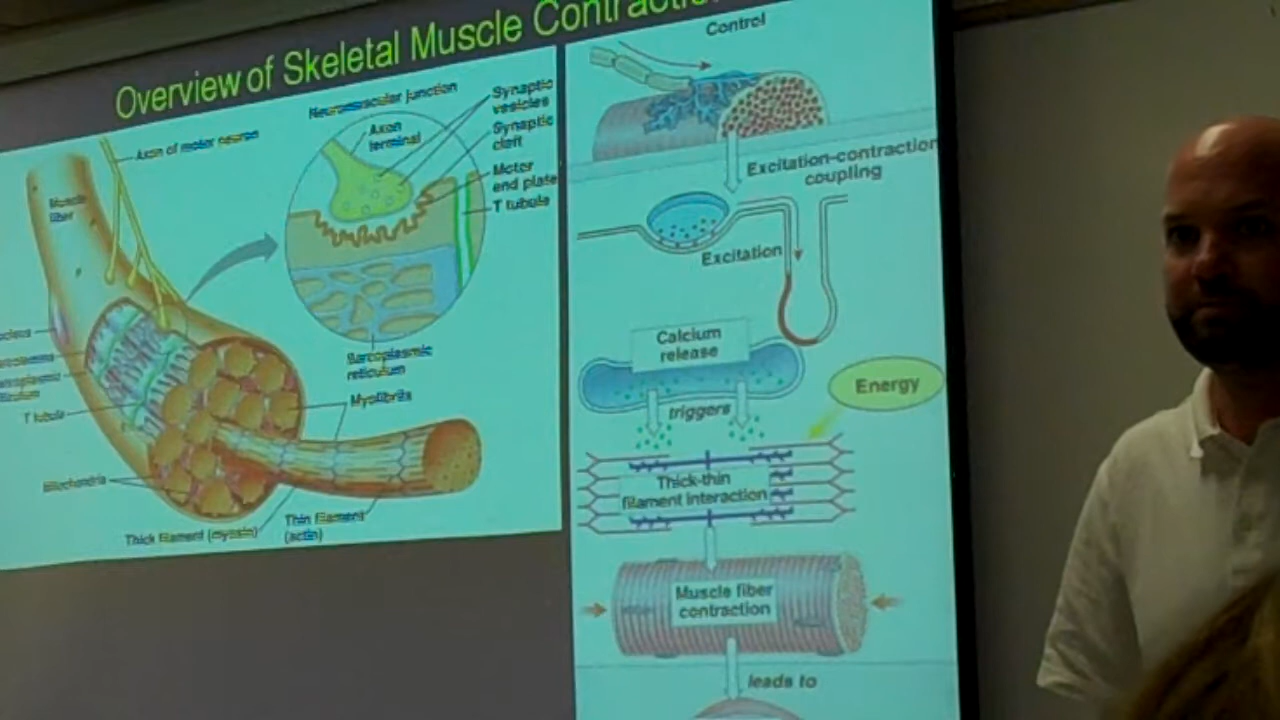 Overview of Skeletal Muscle Contractio
Axon of motor neuron
Muscle
fiber
T tubule
Mitochondria
Thick filament (myosin)
Thin filament
(actin)
Myofibrils
Neuromuscular junction
Axon
terminal
Synaptic
vesicles
Synaptic
cleft
Motor
end plate
T tubule
Sarcoplasmic
reticulum
Control
Excitation-contraction
coupling
Excitation
Calcium
release
triggers
Energy
Thick-thin
filament interaction
Muscle fiber
contraction
leads to